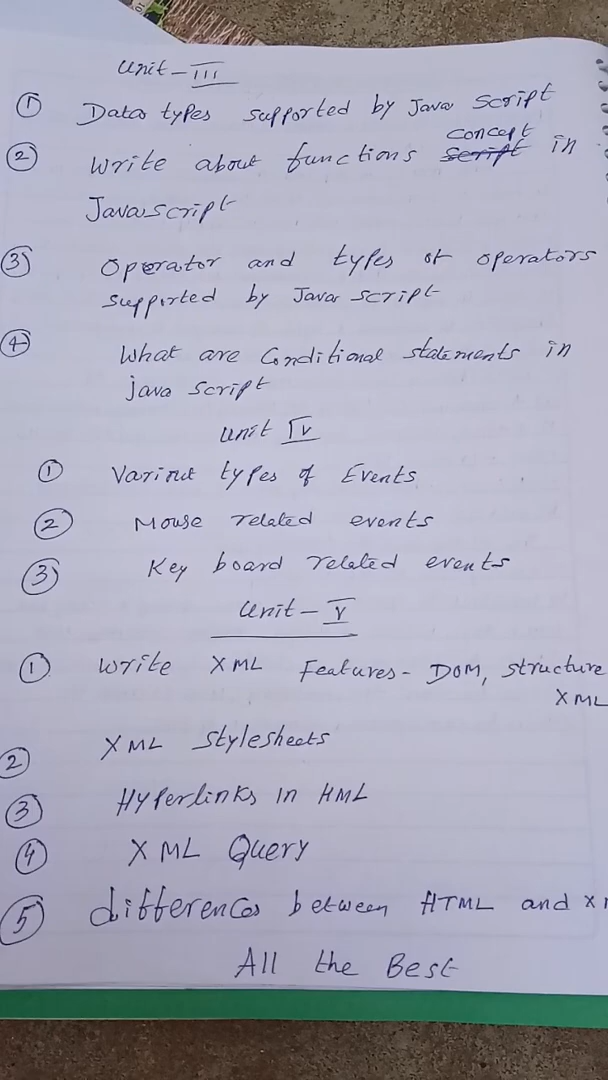 Unit - III
① Data types supported by Java Script
concept
② Write about functions script in
Javascript
③ Operator and types of operators
supported by Java script
④ What are Conditional statements in
java Script
Unit IV
① types of Events
② Mouse related events
③ Key board related events
Unit - V
① Write XML Features - DOM, structure
XML
② XML Stylesheets
③ Hyperlinks in HML
④ XML Query
⑤ differences between HTML and
All the Best